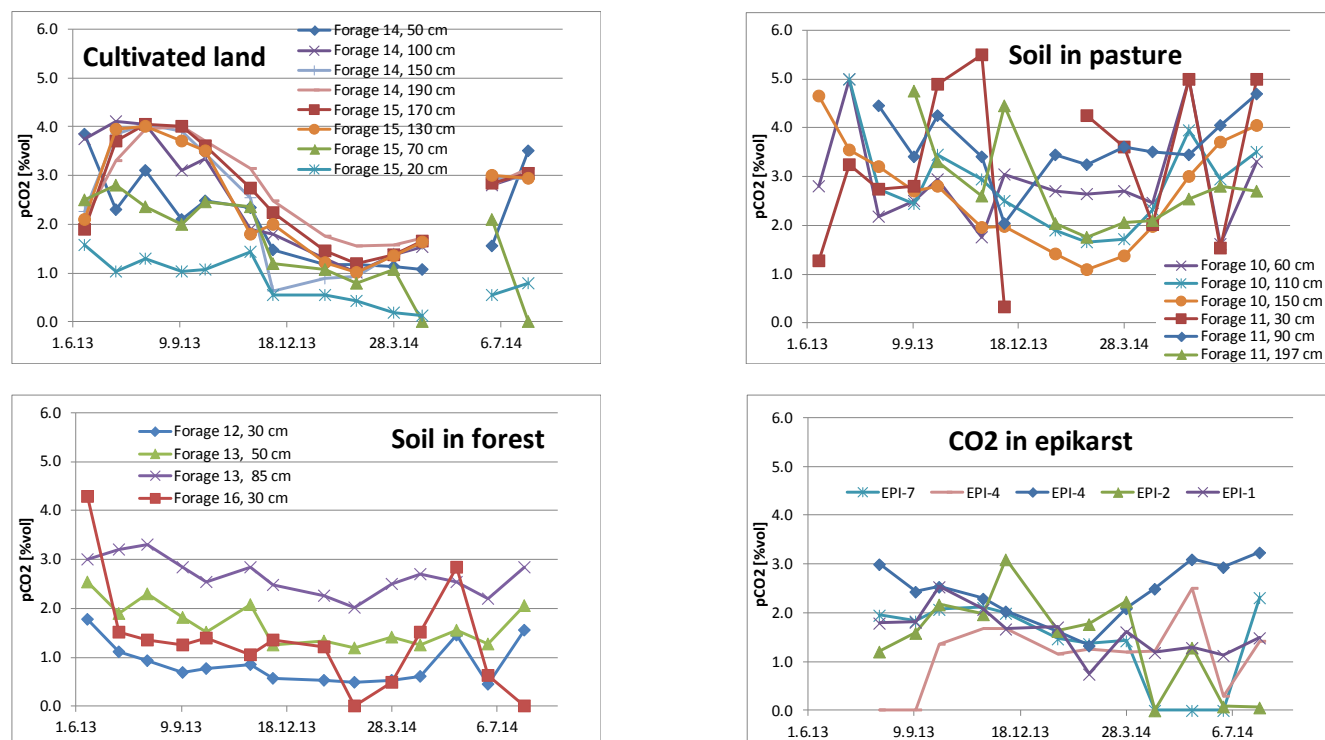 Cultivated land
pCO2 [%vol]
6.0
5.0
4.0
3.0
2.0
1.0
0.0
1.6.13 9.9.13 18.12.13 28.3.14 6.7.14
Forage 14, 50 cm
Forage 14, 100 cm
Forage 14, 150 cm
Forage 14, 190 cm
Forage 15, 170 cm
Forage 15, 130 cm
Forage 15, 70 cm
Forage 15, 20 cm
Soil in pasture
pCO2 [%vol]
6.0
5.0
4.0
3.0
2.0
1.0
0.0
1.6.13 9.9.13 18.12.13 28.3.14
Forage 10, 60 cm
Forage 10, 110 cm
Forage 10, 150 cm
Forage 11, 30 cm
Forage 11, 90 cm
Forage 11, 197 cm
Soil in forest
pCO2 [%vol]
6.0
5.0
4.0
3.0
2.0
1.0
0.0
1.6.13 9.9.13 18.12.13 28.3.14 6.7.14
Forage 12, 30 cm
Forage 13, 50 cm
Forage 13, 85 cm
Forage 16, 30 cm
CO2 in epikarst
pCO2 [%vol]
6.0
5.0
4.0
3.0
2.0
1.0
0.0
1.6.13 9.9.13 18.12.13 28.3.14 6.7.14
EPI-7 EPI-4 EPI-4 EPI-2 EPI-1